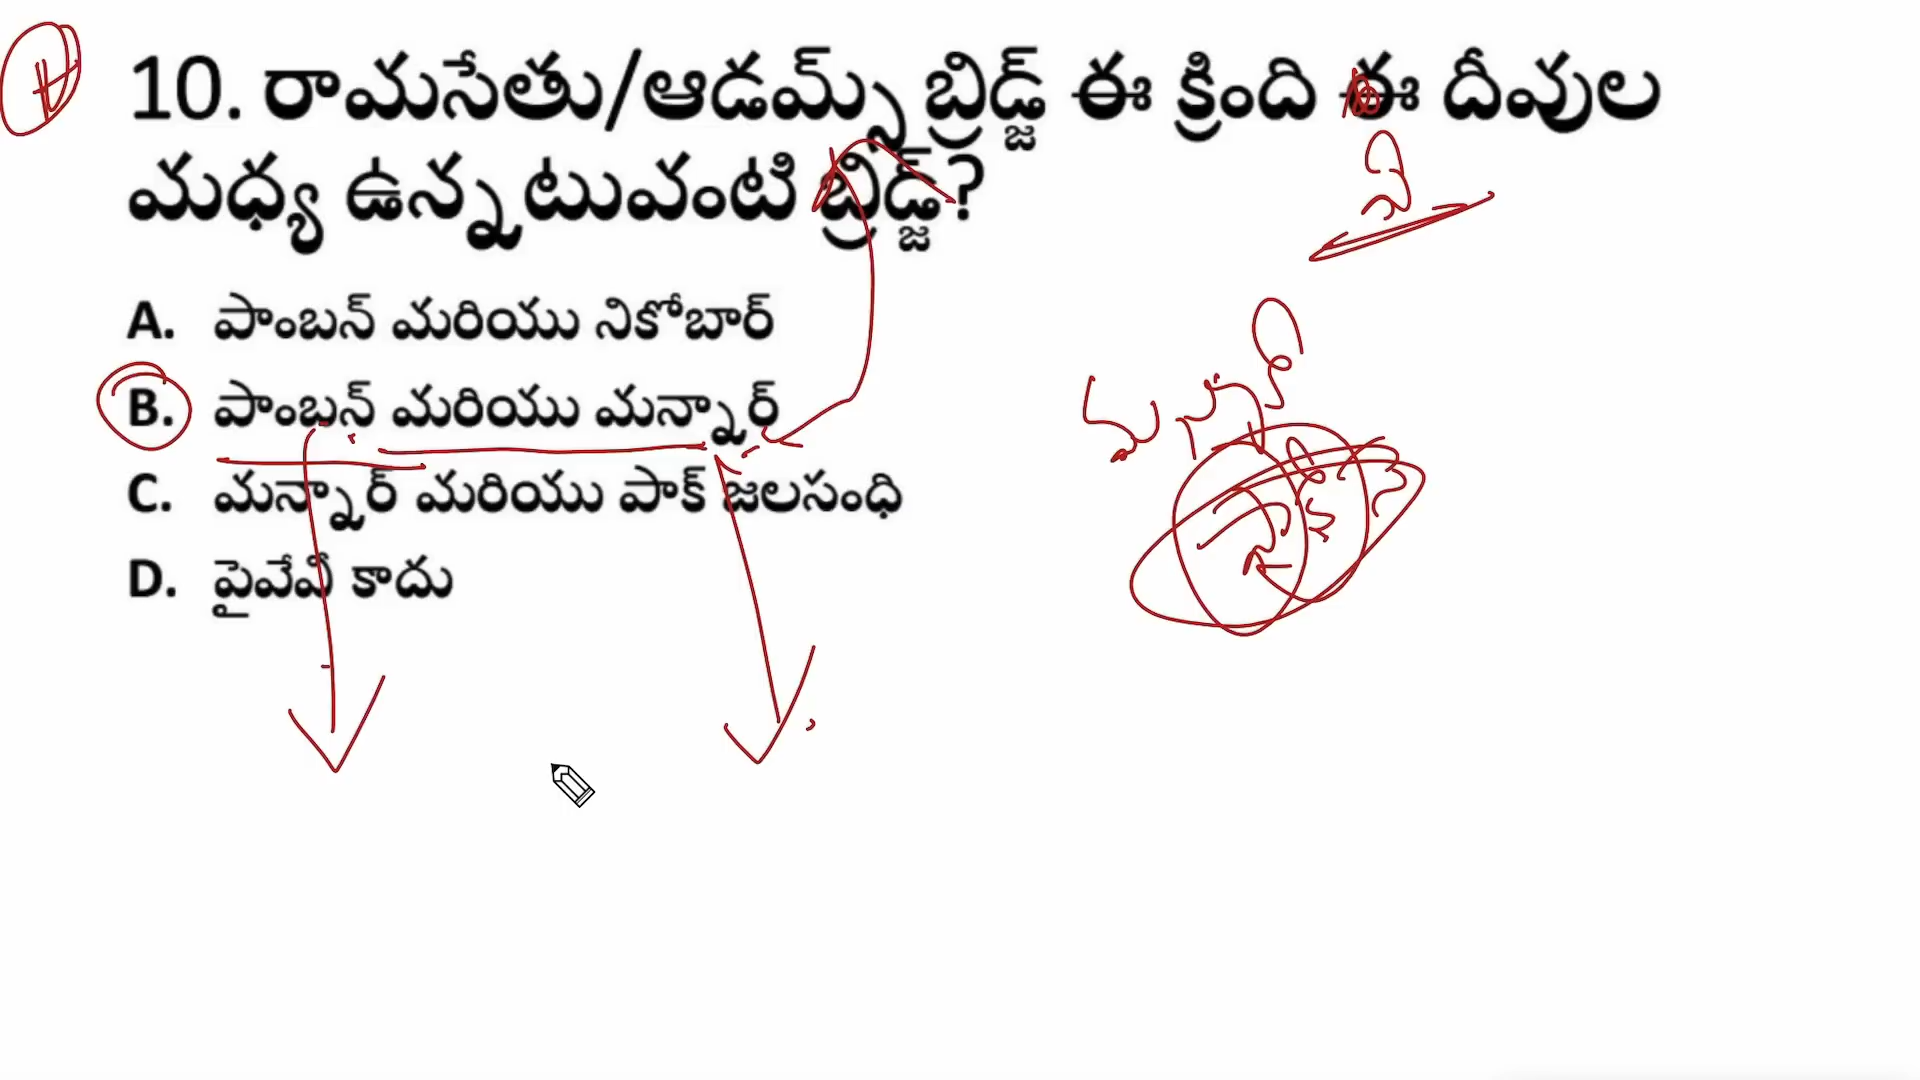 10. రామసేతు/ఆడమ్స్ బ్రిడ్జ్ ఈ క్రింది ఈ దీవుల
మధ్య ఉన్నటువంటి బ్రిడ్జ్?
A. పాంబన్ మరియు నికోబార్
B. పాంబన్ మరియు మన్నార్
C. మన్నార్ మరియు పాక్ జలసంధి
D. పైవేవీ కాదు